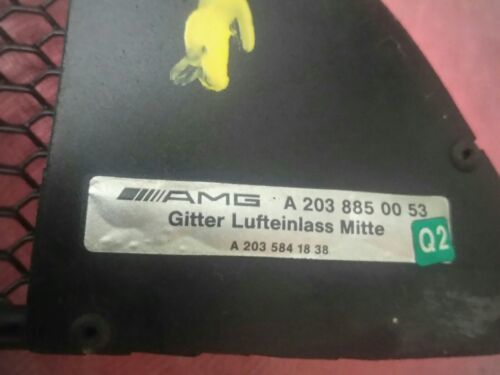 AMG A 203 885 00 53
Gitter Lufteinlass Mitte
A 203 584 18 38
Q2